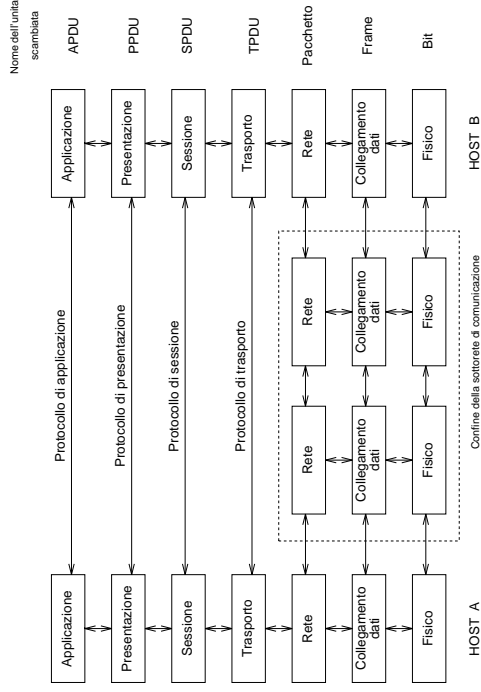 Nome dell'unita
scambiata
Applicazione
Protocollo di applicazione
Applicazione
APDU
Presentazione
Protocollo di presentazione
Presentazione
PPDU
Sessione
Protocollo di sessione
Sessione
SPDU
Trasporto
Protocollo di trasporto
Trasporto
TPDU
Rete
Rete
Rete
Rete
Pacchetto
Collegamento
dati
Collegamento
dati
Collegamento
dati
Collegamento
dati
Frame
Fisico
Fisico
Fisico
Fisico
Bit
HOST A
Confine della sottorete di comunicazione
HOST B